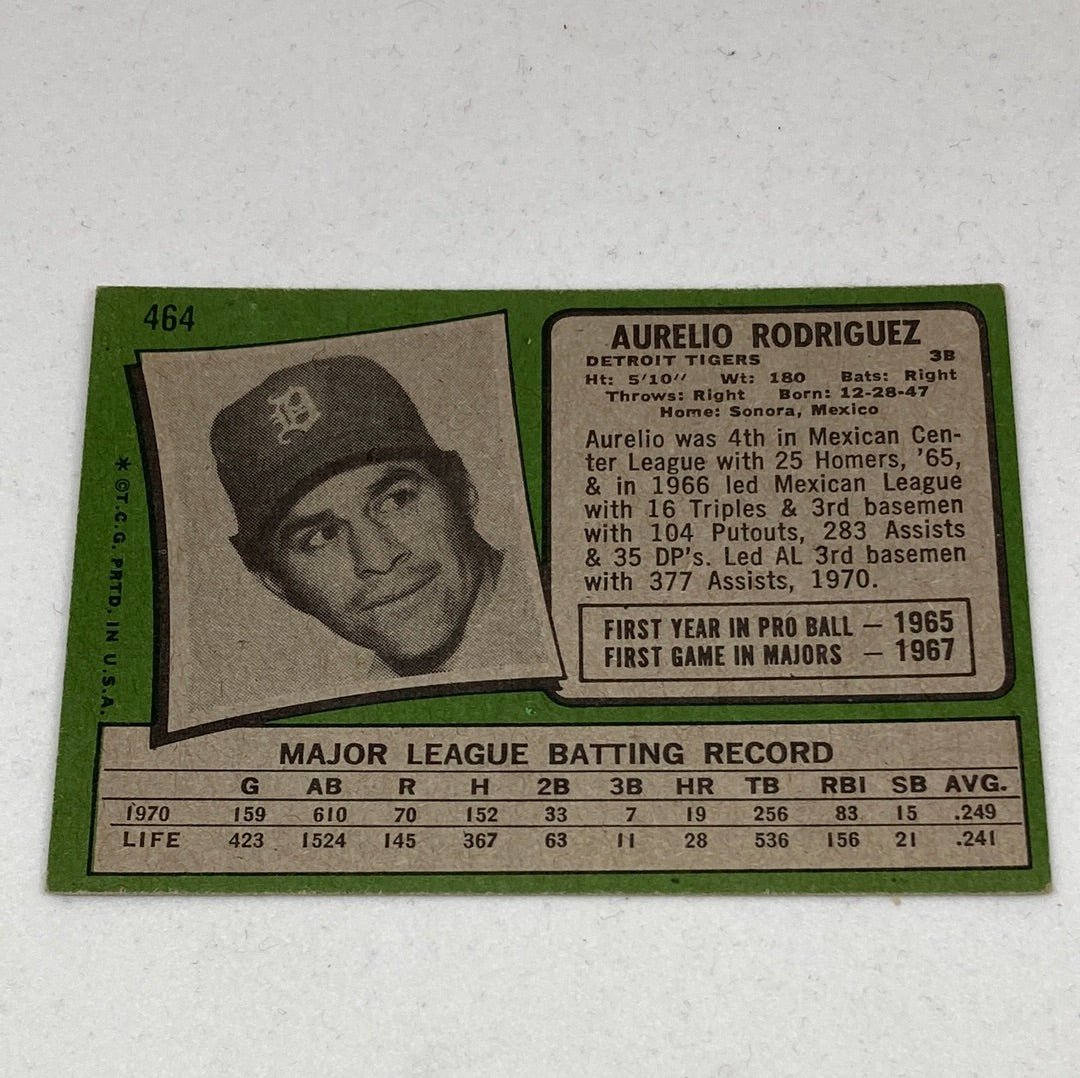 464
AURELIO RODRIGUEZ
DETROIT TIGERS 3B
Ht: 5'10" Wt: 180 Bats: Right
Throws: Right Born: 12-28-47
Home: Sonora, Mexico
Aurelio was 4th in Mexican Cen-
ter League with 25 Homers, '65,
& in 1966 led Mexican League
with 16 Triples & 3rd basemen
with 104 Putouts, 283 Assists
& 35 DP's. Led AL 3rd basemen
with 377 Assists, 1970.
FIRST YEAR IN PRO BALL — 1965
FIRST GAME IN MAJORS — 1967
D
*©T.C.G. PRTD. IN U.S.A.
MAJOR LEAGUE BATTING RECORD
G AB R H 2B 3B HR TB RBI SB AVG.
1970 159 610 70 152 33 7 19 256 83 15 .249
LIFE 423 1524 145 367 63 11 28 536 156 21 .241